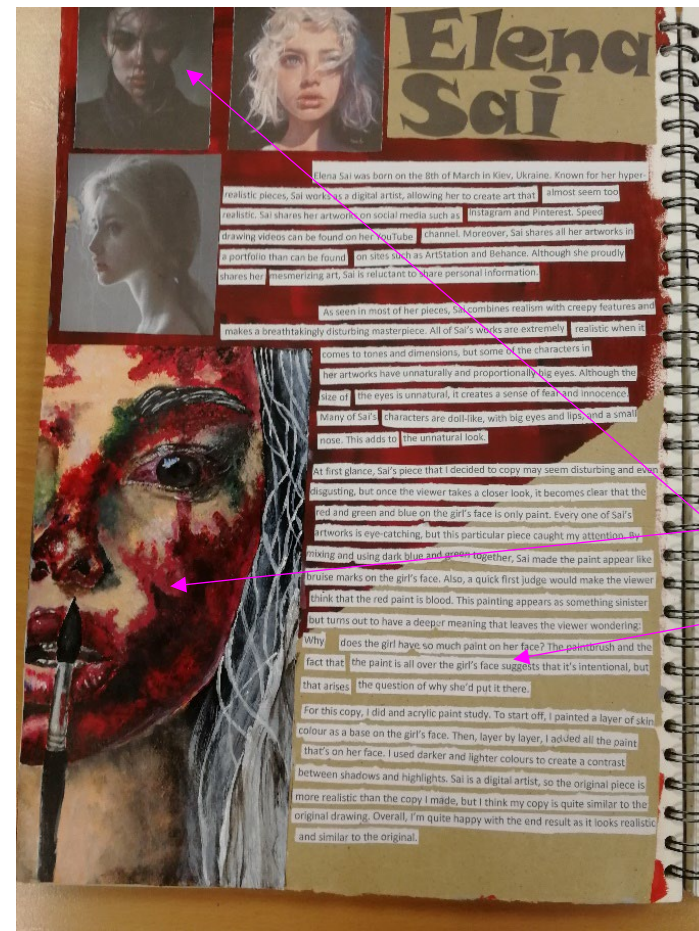 Elena
Sai
Elena Sai was born on the 8th of March in Kiev, Ukraine. Known for her hyper-
realistic pieces, Sai works as a digital artist, allowing her to create art that almost seem too
realistic. Sai shares her artworks on social media such as Instagram and Pinterest. Speed
drawing videos can be found on her YouTube channel. Moreover, Sai shares all her artworks in
a portfolio than can be found on sites such as ArtStation and Behance. Although she proudly
shares her mesmerizing art, Sai is reluctant to share personal information.
As seen in most of her pieces, Sai combines realism with creepy features and
makes a breathtakingly disturbing masterpiece. All of Sai's works are extremely realistic when it
comes to tones and dimensions, but some of the characters in
her artworks have unnaturally and proportionally big eyes. Although the
size of the eyes is unnatural, it creates a sense of fear and innocence.
Many of Sai's characters are doll-like, with big eyes and lips, and a small
nose. This adds to the unnatural look.
At first glance, Sai's piece that I decided to copy may seem disturbing and even
disgusting, but once the viewer takes a closer look, it becomes clear that the
red and green and blue on the girl's face is only paint. Every one of Sai's
artworks is eye-catching, but this particular piece caught my attention. By
mixing and using dark blue and green together, Sai made the paint appear like
bruise marks on the girl's face. Also, a quick first judge would make the viewer
think that the red paint is blood. This painting appears as something sinister
but turns out to have a deeper meaning that leaves the viewer wondering:
Why does the girl have so much paint on her face? The paintbrush and the
fact that the paint is all over the girl's face suggests that it's intentional, but
that arises the question of why she'd put it there.
For this copy, I did and acrylic paint study. To start off, I painted a layer of skin
colour as a base on the girl's face. Then, layer by layer, I added all the paint
that's on her face. I used darker and lighter colours to create a contrast
between shadows and highlights. Sai is a digital artist, so the original piece is
more realistic than the copy I made, but I think my copy is quite similar to the
original drawing. Overall, I'm quite happy with the end result as it looks realistic
and similar to the original.